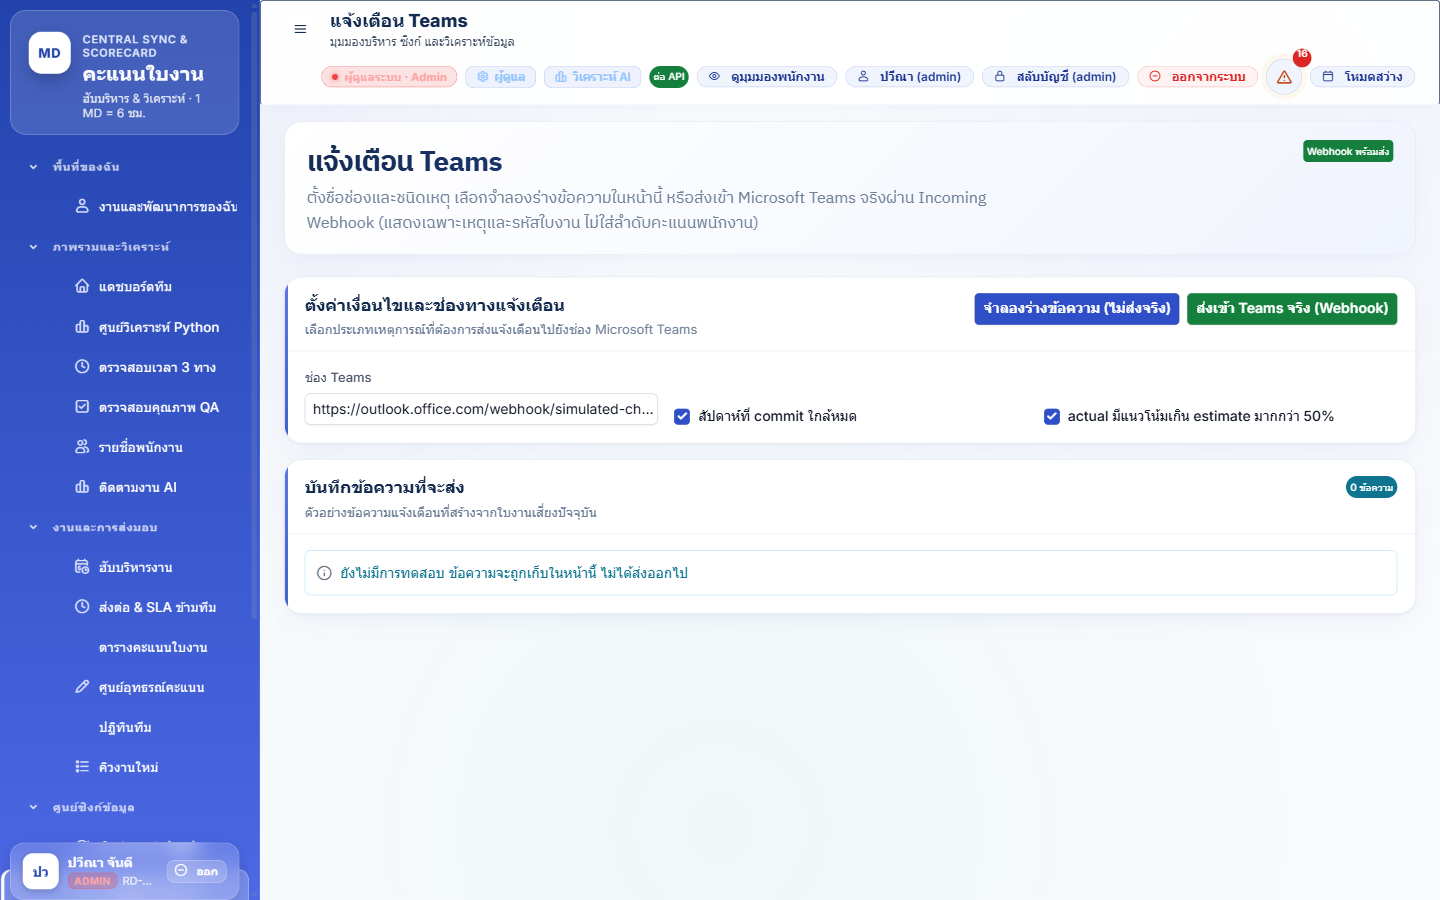 MD
CENTRAL SYNC &
SCORECARD
คะแนนใบงาน
ฮับบริหาร & วิเคราะห์ · 1
MD = 6 ชม.
พื้นที่ของฉัน
งานและพัฒนาการของฉัน
ภาพรวมและวิเคราะห์
แดชบอร์ดทีม
ศูนย์วิเคราะห์ Python
ตรวจสอบเวลา 3 ทาง
ตรวจสอบคุณภาพ QA
รายชื่อพนักงาน
ติดตามงาน AI
งานและการส่งมอบ
ฮับบริหารงาน
ส่งต่อ & SLA ข้ามทีม
ตารางคะแนนใบงาน
ศูนย์อุทธรณ์คะแนน
ปฏิทินทีม
คิวงานใหม่
ศูนย์ซิงก์ข้อมูล
ปว
ปวีณา จันดี
ADMIN RD-...
ออก
แจ้งเตือน Teams
มุมมองบริหาร ซิงก์ และวิเคราะห์ข้อมูล
ผู้ดูแลระบบ · Admin
ผู้ดูแล
วิเคราะห์ AI
ต่อ API
ดูมุมมองพนักงาน
ปวีณา (admin)
สลับบัญชี (admin)
ออกจากระบบ
16
โหมดสว่าง
แจ้งเตือน Teams
Webhook พร้อมส่ง
ตั้งชื่อช่องและชนิดเหตุ เลือกจำลองร่างข้อความในหน้านี้ หรือส่งเข้า Microsoft Teams จริงผ่าน Incoming
Webhook (แสดงเฉพาะเหตุและรหัสใบงาน ไม่ใส่ลำดับคะแนนพนักงาน)
ตั้งค่าเงื่อนไขและช่องทางแจ้งเตือน
เลือกประเภทเหตุการณ์ที่ต้องการส่งแจ้งเตือนไปยังช่อง Microsoft Teams
จำลองร่างข้อความ (ไม่ส่งจริง)
ส่งเข้า Teams จริง (Webhook)
ช่อง Teams
https://outlook.office.com/webhook/simulated-ch...
สัปดาห์ที่ commit ใกล้หมด
actual มีแนวโน้มเกิน estimate มากกว่า 50%
บันทึกข้อความที่จะส่ง
ตัวอย่างข้อความแจ้งเตือนที่สร้างจากใบงานเสี่ยงปัจจุบัน
0 ข้อความ
ยังไม่มีการทดสอบ ข้อความจะถูกเก็บในหน้านี้ ไม่ได้ส่งออกไป